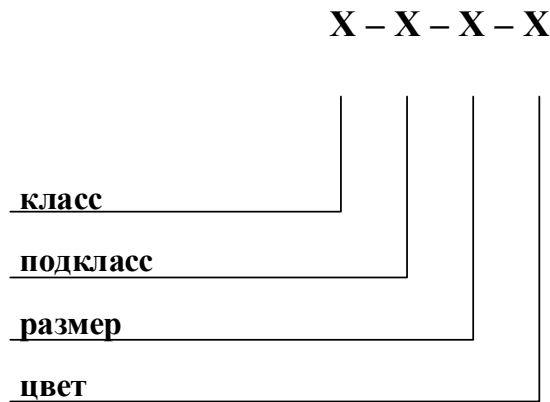 X – X – X – X
класс
подкласс
размер
цвет